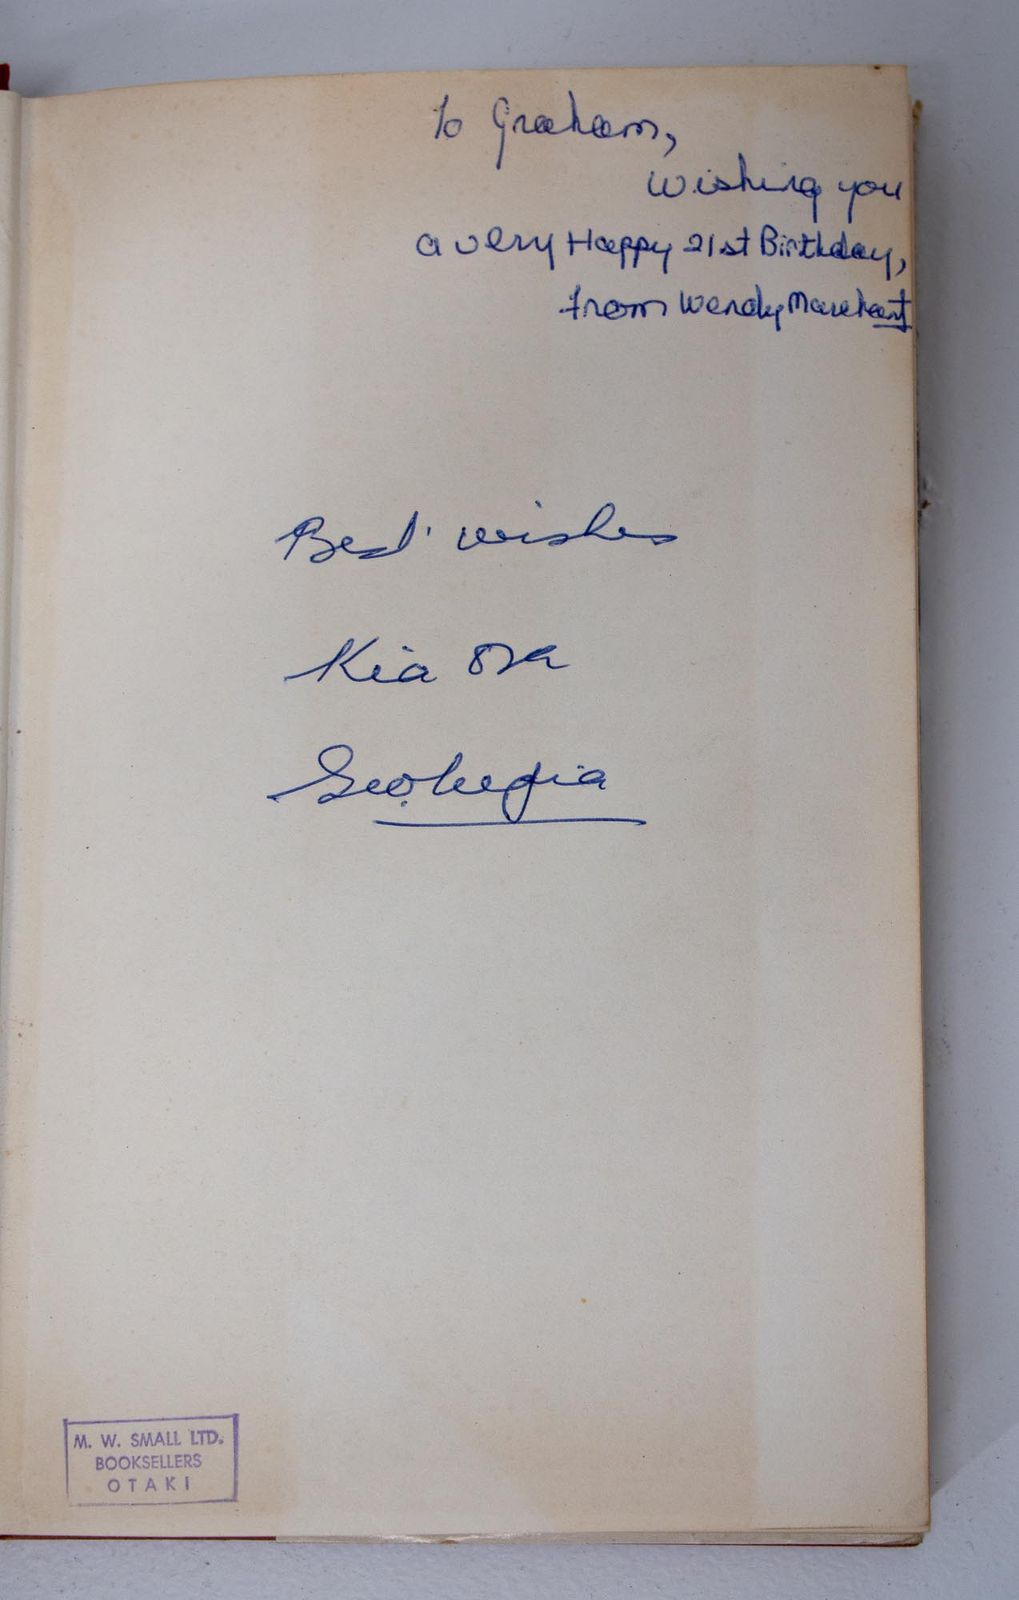 To Graham,
Wishing you
a very Happy 21st Birthday,
from Wendy Marchant
Best wishes
Kia ora
M. W. SMALL LTD.
BOOKSELLERS
OTAKI